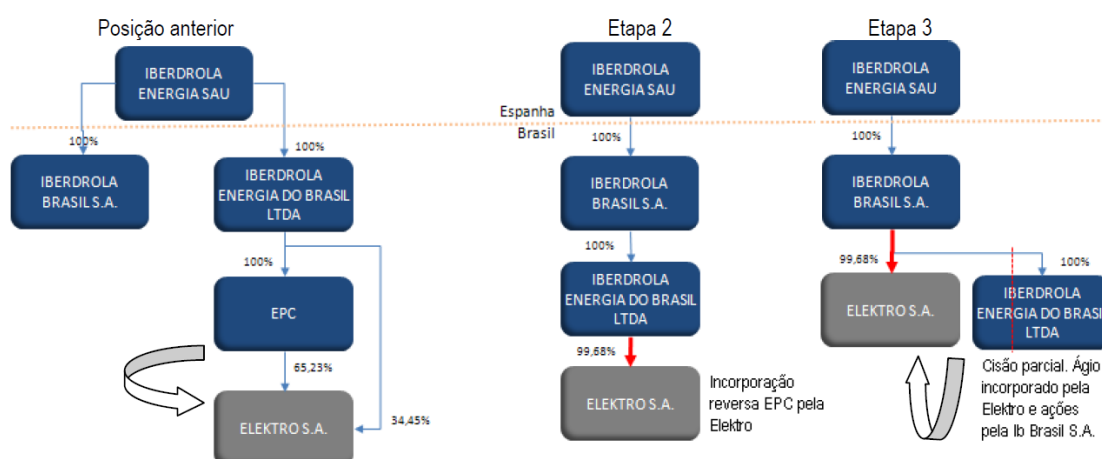 Posição anterior
IBERDROLA
ENERGIA SAU
100%
100%
IBERDROLA
BRASIL S.A.
IBERDROLA
ENERGIA DO BRASIL
LTDA
100%
EPC
65,23%
34,45%
ELEKTRO S.A.
Espanha
Brasil
Etapa 2
IBERDROLA
ENERGIA SAU
100%
IBERDROLA
BRASIL S.A.
100%
IBERDROLA
ENERGIA DO BRASIL
LTDA
99,68%
ELEKTRO S.A.
Incorporação
reversa EPC pela
Elektro
Etapa 3
IBERDROLA
ENERGIA SAU
100%
IBERDROLA
BRASIL S.A.
99,68%
100%
ELEKTRO S.A.
IBERDROLA
ENERGIA DO BRASI
LTDA
Cisão parcial. Ágio
incorporado pela
Elektro e ações
pela Ib Brasil S.A.